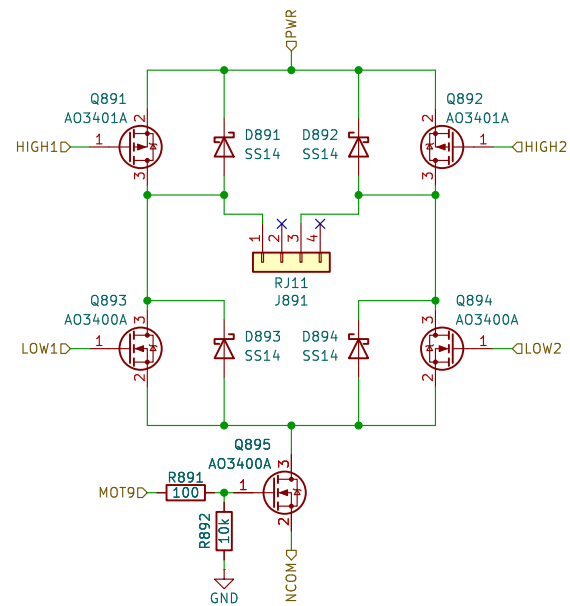 PWR
Q891
AO3401A
2
1
3
HIGH1
D891
SS14
D892
SS14
Q892
AO3401A
2
1
3
HIGH2
1
2
3
4
RJ11
J891
Q893
AO3400A
3
1
2
LOW1
D893
SS14
D894
SS14
Q894
AO3400A
3
1
2
LOW2
Q895
AO3400A
3
1
2
MOT9
R891
100
R892
10k
GND
NCOM